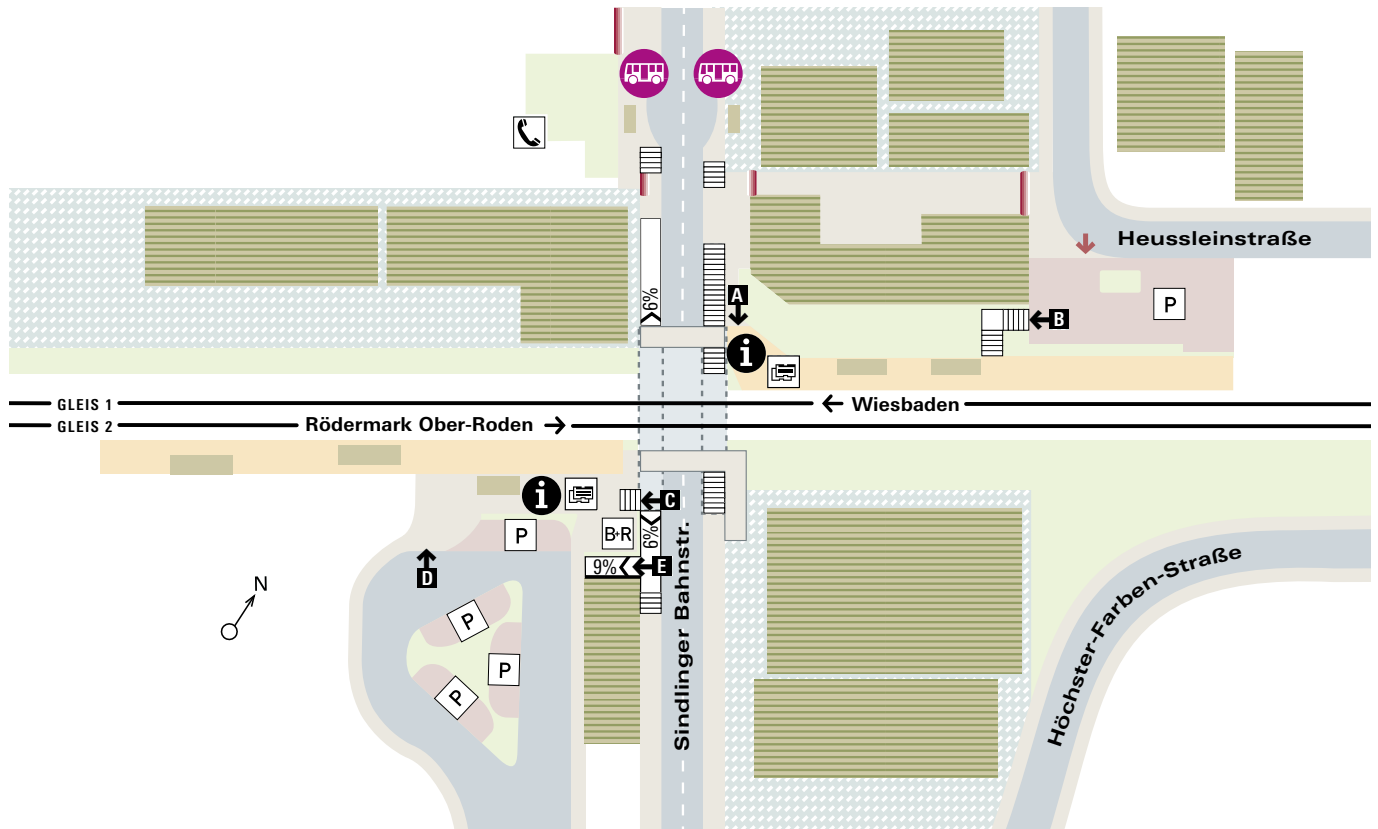 Heussleinstraße
6%
A
B
P
i
GLEIS 1
← Wiesbaden
GLEIS 2
Rödermark Ober-Roden →
i
C
P
B+R
6%
9%
E
D
N
P
P
P
Sindlinger Bahnstr.
Höchster-Farben-Straße